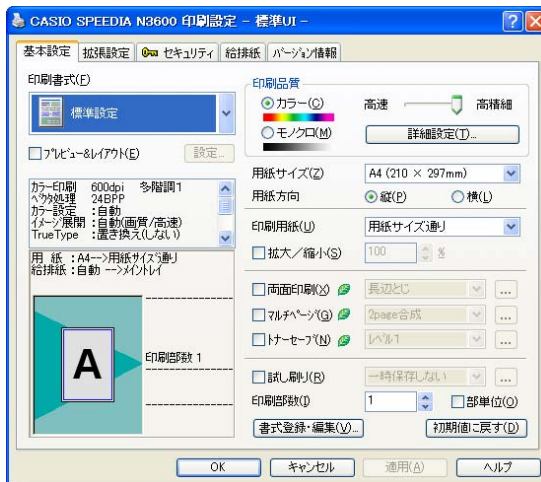 CASIO SPEEDIA N3600 印刷設定 - 標準UI -
基本設定 拡張設定 セキュリティ 給排紙 バージョン情報
印刷書式(F)
標準設定
プレビュー&レイアウト(E) 設定...
カラー印刷 600dpi 多階調1
ベクタ処理 24BPP
カラー設定 :自動
イメージ展開 :自動(画質/高速)
TrueType :置き換え(しない)
用 紙 :A4-->用紙サイズ通り
給排紙 :自動 -->メイントレイ
A
印刷部数 1
印刷品質
カラー(C) 高速 高精細
モノクロ(M) 詳細設定(T)...
用紙サイズ(Z) A4 (210 × 297mm)
用紙方向 縦(P) 横(L)
印刷用紙(U) 用紙サイズ通り
拡大/縮小(S) 100 %
両面印刷(X) 長辺とじ ...
マルチページ(G) 2page合成 ...
トナーセーブ(N) レベル1 ...
試し刷り(R) 一時保存しない ...
印刷部数(I) 1 部単位(O)
書式登録・編集(V)... 初期値に戻す(D)
OK キャンセル 適用(A) ヘルプ